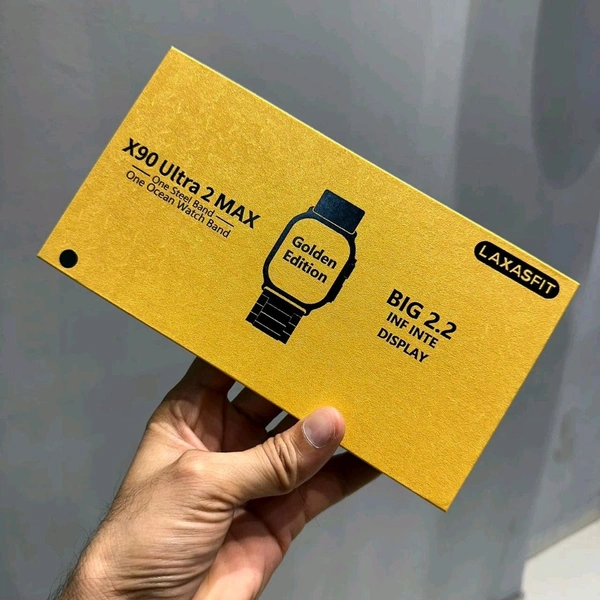 X90 Ultra 2 MAX
One Steel Band
One Ocean Watch Band
Golden
Edition
LAXASFIT
BIG 2.2
INF INTE
DISPLAY